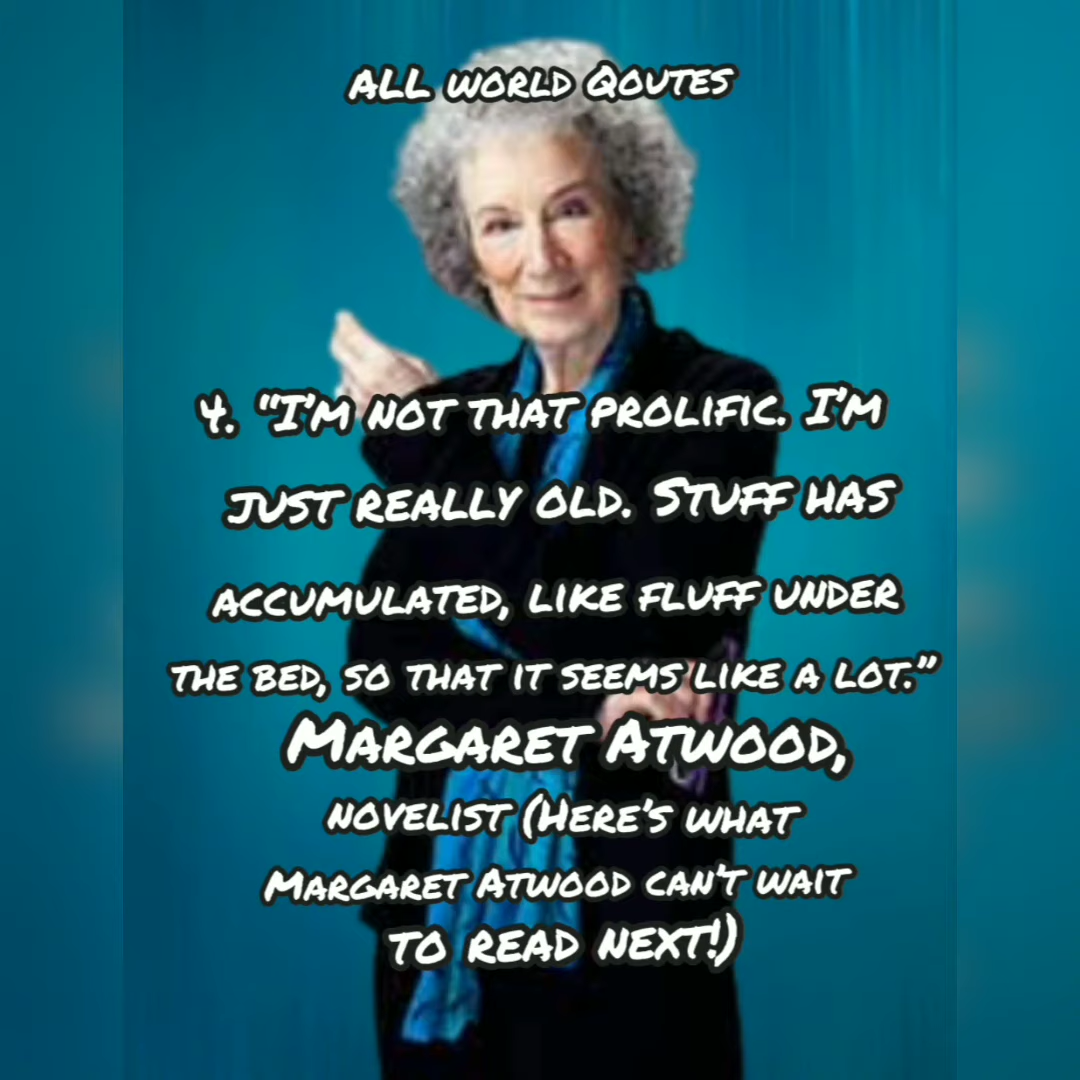 ALL WORLD QOUTES
4. “I’M NOT THAT PROLIFIC. I’M
JUST REALLY OLD. STUFF HAS
ACCUMULATED, LIKE FLUFF UNDER
THE BED, SO THAT IT SEEMS LIKE A LOT.”
MARGARET ATWOOD,
NOVELIST (HERE’S WHAT
MARGARET ATWOOD CAN’T WAIT
TO READ NEXT!)